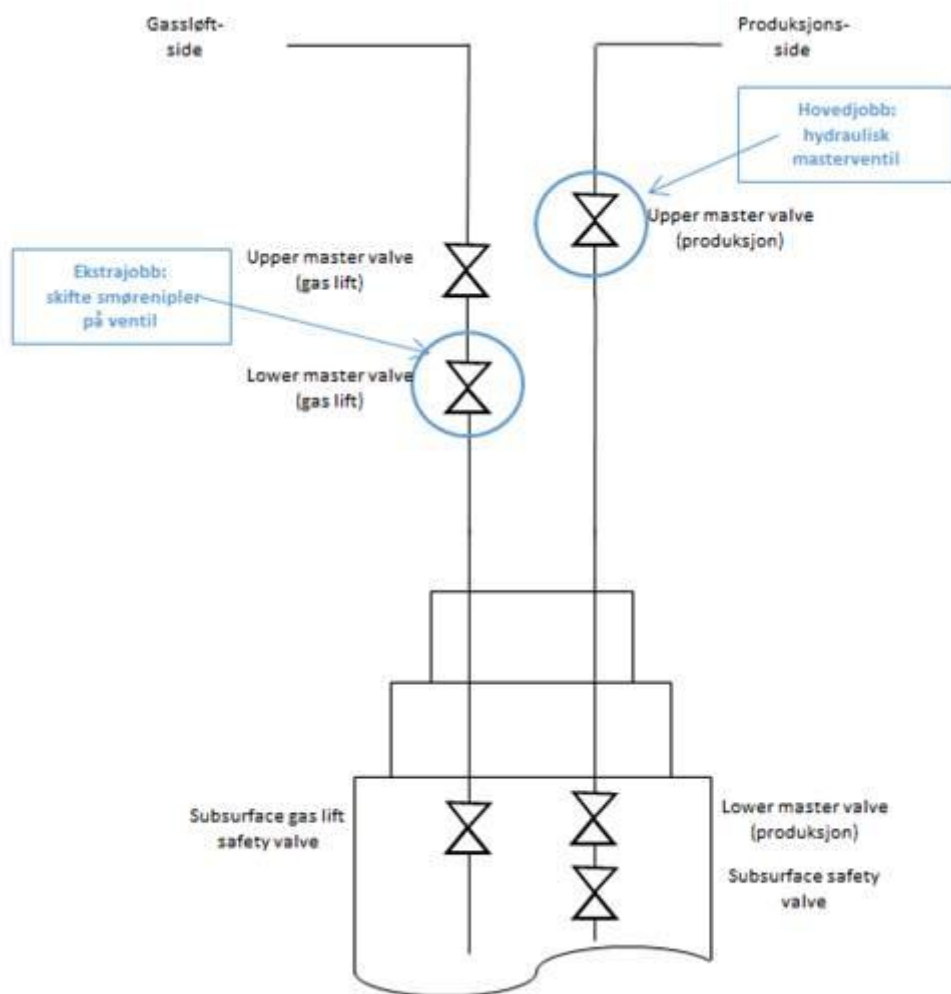 Gassløft-
side
Produksjons-
side
Hovedjobb:
hydraulisk
masterventil
Upper master valve
(produksjon)
Upper master valve
(gas lift)
Ekstrajobb:
skifte smørenipler
på ventil
Lower master valve
(gas lift)
Subsurface gas lift
safety valve
Lower master valve
(produksjon)
Subsurface safety
valve